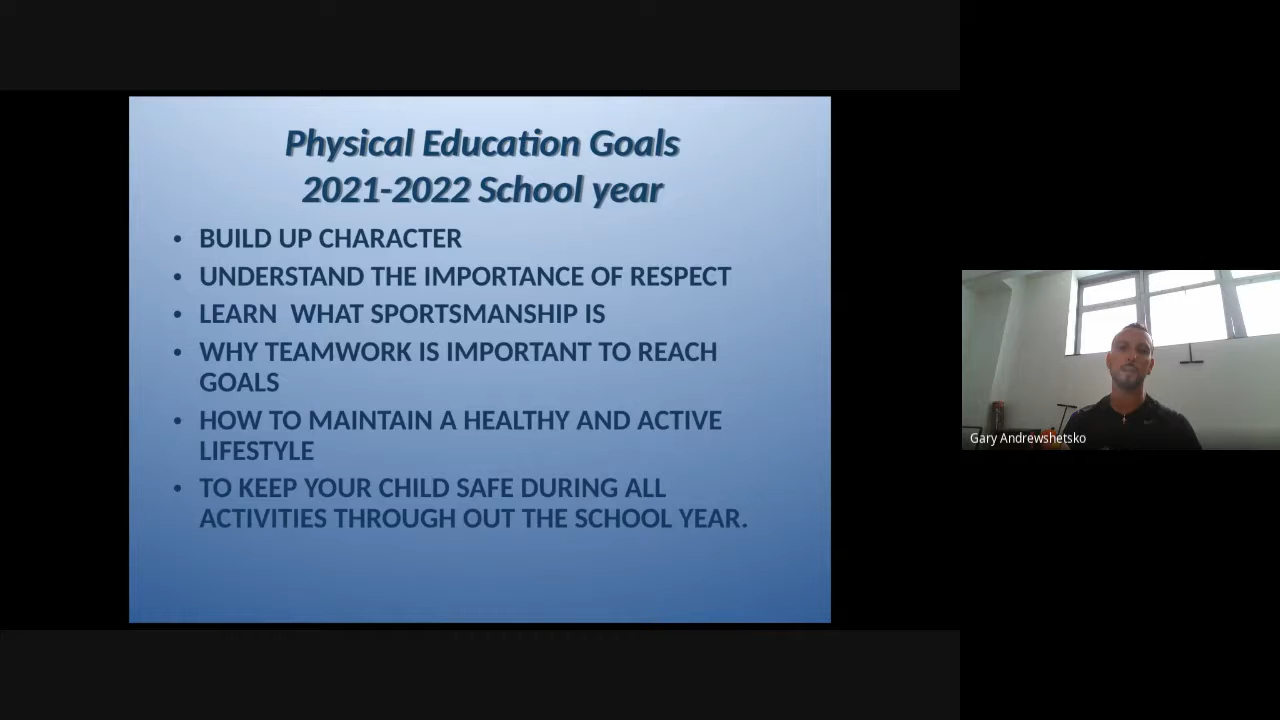 Physical Education Goals
2021-2022 School year
• BUILD UP CHARACTER
• UNDERSTAND THE IMPORTANCE OF RESPECT
• LEARN  WHAT SPORTSMANSHIP IS
• WHY TEAMWORK IS IMPORTANT TO REACH
GOALS
• HOW TO MAINTAIN A HEALTHY AND ACTIVE
LIFESTYLE
• TO KEEP YOUR CHILD SAFE DURING ALL
ACTIVITIES THROUGH OUT THE SCHOOL YEAR.
Gary Andrewshetsko